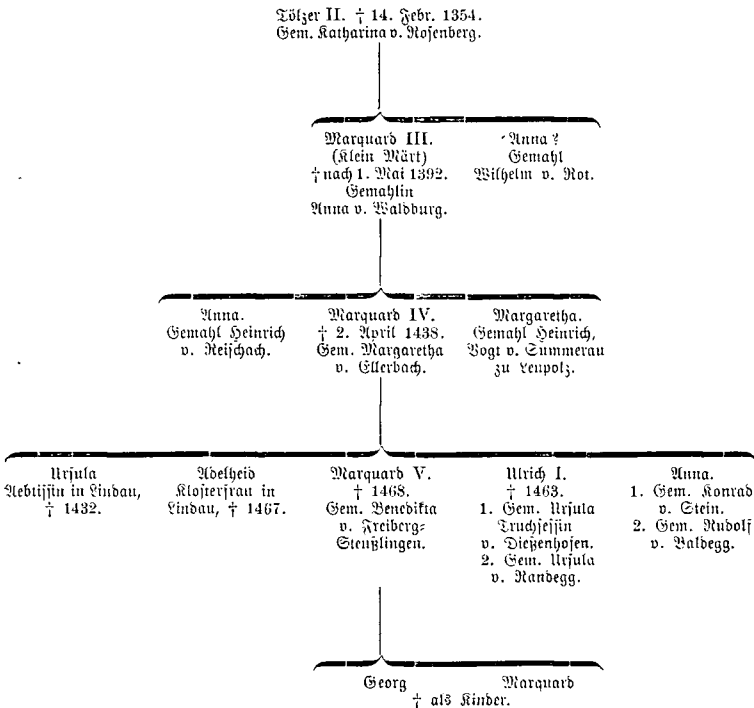 Tölzer II. † 14. Febr. 1354.
Gem. Katharina v. Rosenberg.
Marquard III.
(Klein Märk)
† nach 1. Mai 1392.
Gemahlin
Anna v. Waldburg.
Anna?
Gemahl
Wilhelm v. Rot.
Anna.
Gemahl Heinrich
v. Reischach.
Marquard IV.
† 2. April 1438.
Gem. Margaretha
v. Ellerbach.
Margaretha.
Gemahl Heinrich,
Vogt v. Summerau
zu Leupolz.
Ursula
Aebtissin in Lindau,
† 1432.
Adelheid
Klosterfrau in
Lindau, † 1467.
Marquard V.
† 1468.
Gem. Benedikta
v. Freiberg-
Steußlingen.
Ulrich I.
† 1463.
1. Gem. Ursula
Truchsessin
v. Dießenhofen.
2. Gem. Ursula
v. Randegg.
Anna.
1. Gem. Konrad
v. Stein.
2. Gem. Rudolf
v. Baldegg.
Georg Marquard
† als Kinder.